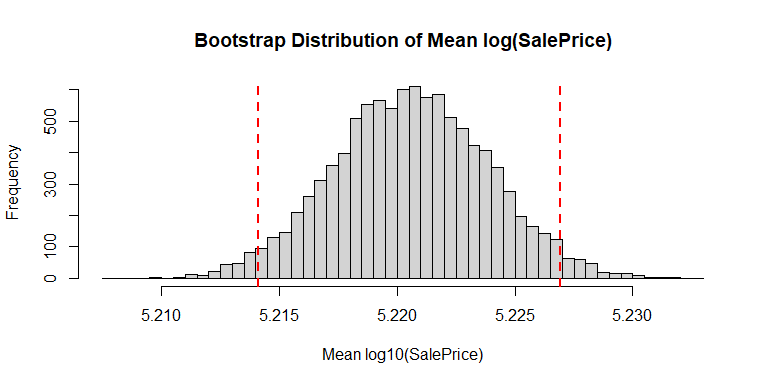 Bootstrap Distribution of Mean log(SalePrice)
Frequency
500
300
100
0
5.210 5.215 5.220 5.225 5.230
Mean log10(SalePrice)